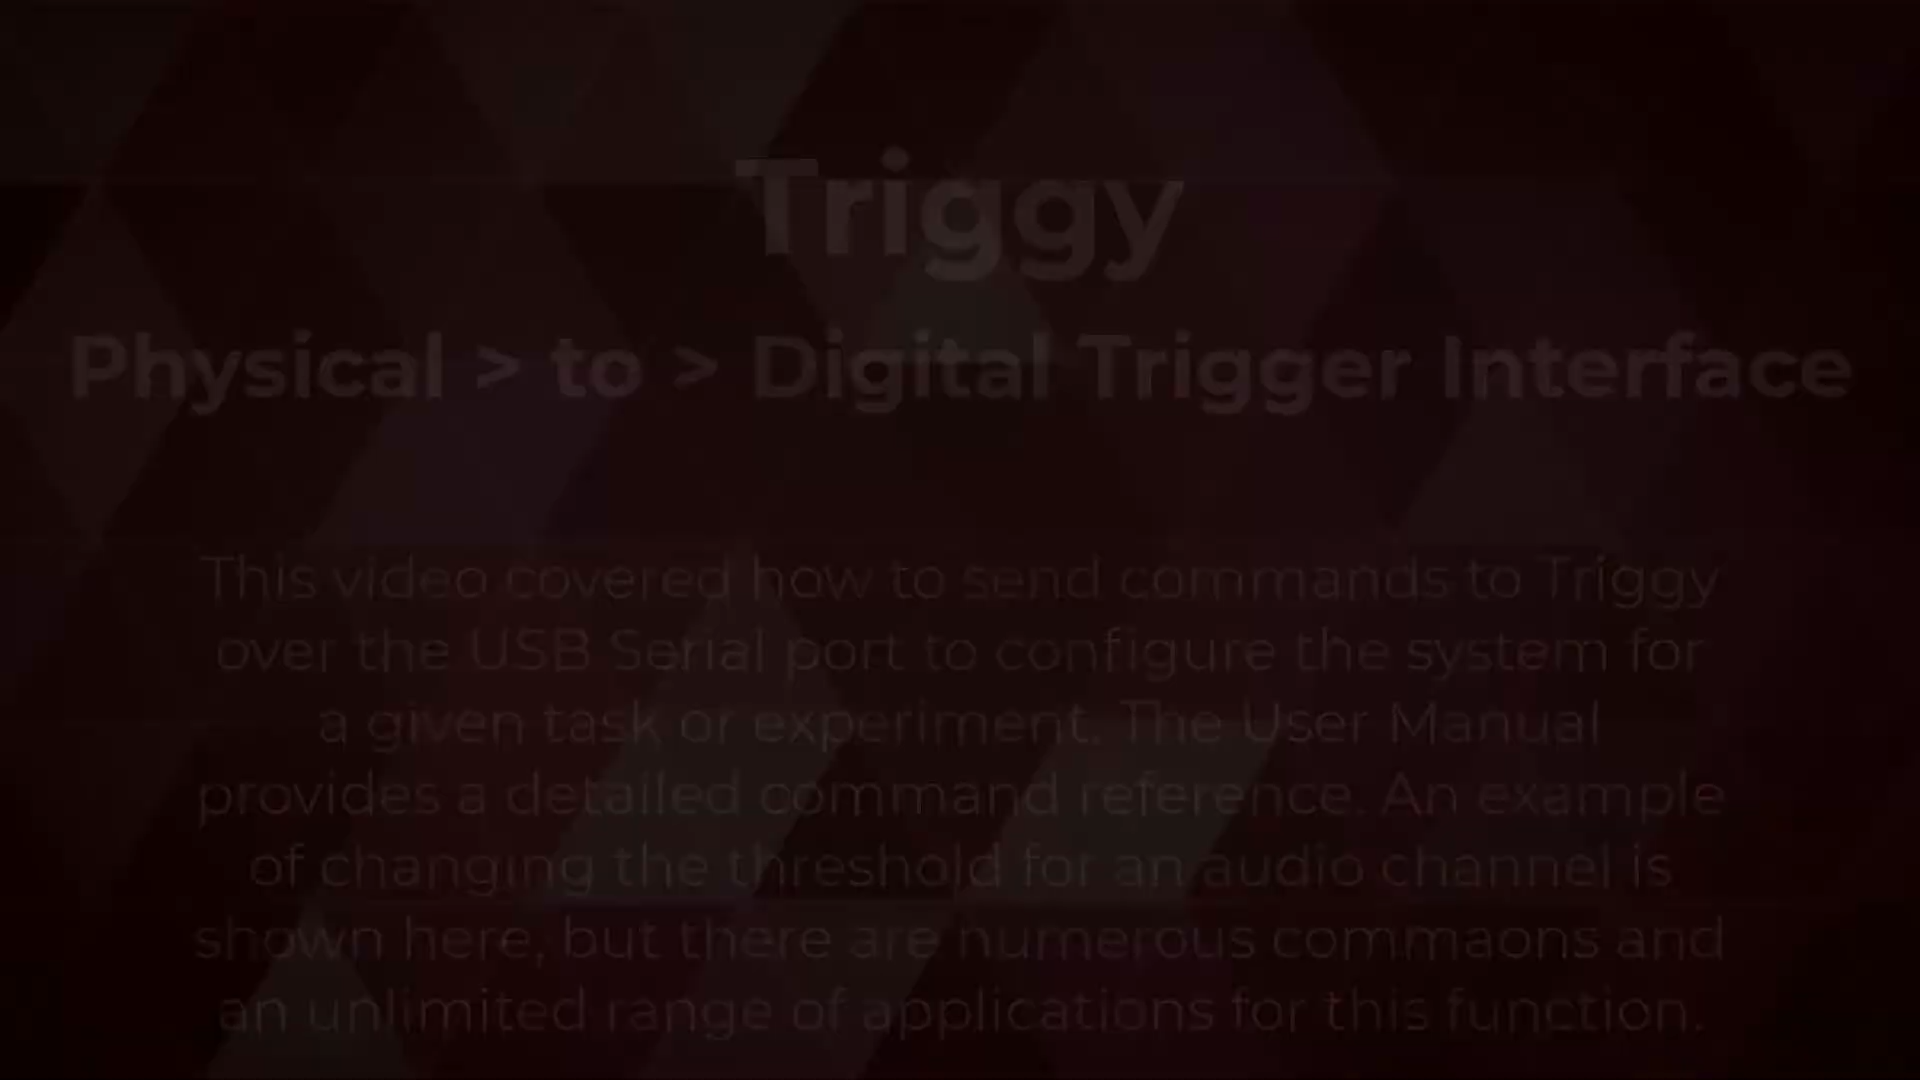 Triggy
Physical > to > Digital Trigger Interface
This video covered how to send commands to Triggy
over the USB Serial port to configure the system for
a given task or experiment. The User Manual
provides a detailed command reference. An example
of changing the threshold for an audio channel is
shown here, but there are numerous commaons and
an unlimited range of applications for this function.